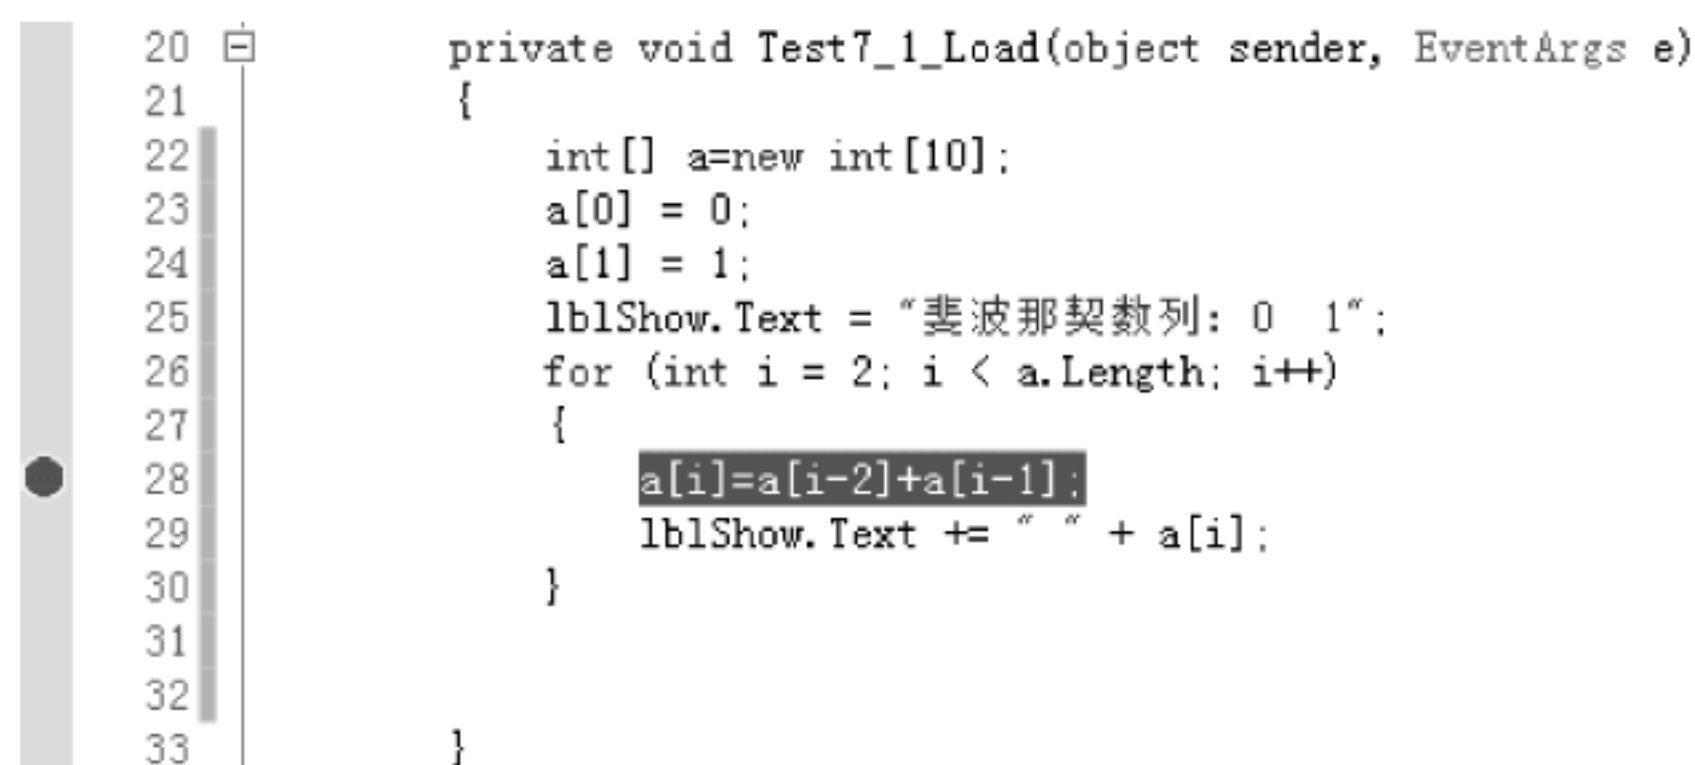 20 private void Test7_1_Load(object sender, EventArgs e)
21 {
22 int[] a=new int[10];
23 a[0] = 0;
24 a[1] = 1;
25 lblShow.Text = "斐波那契数列: 0  1";
26 for (int i = 2; i < a.Length; i++)
27 {
28 a[i]=a[i-2]+a[i-1];
29 lblShow.Text += " " + a[i];
30 }
31
32
33 }